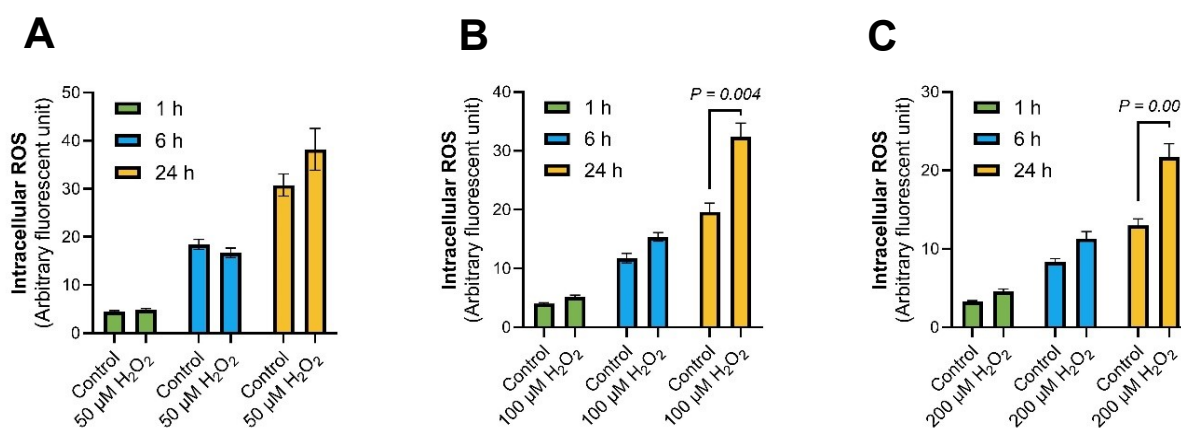 A
Intracellular ROS
(Arbitrary fluorescent unit)
50
40
30
20
10
0
1 h
6 h
24 h
Control
50 µM H₂O₂
Control
50 µM H₂O₂
Control
50 µM H₂O₂
B
Intracellular ROS
(Arbitrary fluorescent unit)
40
30
20
10
0
1 h
6 h
24 h
P = 0.004
Control
100 µM H₂O₂
Control
100 µM H₂O₂
Control
100 µM H₂O₂
C
Intracellular ROS
(Arbitrary fluorescent unit)
30
20
10
0
1 h
6 h
24 h
P = 0.00
Control
200 µM H₂O₂
Control
200 µM H₂O₂
Control
200 µM H₂O₂